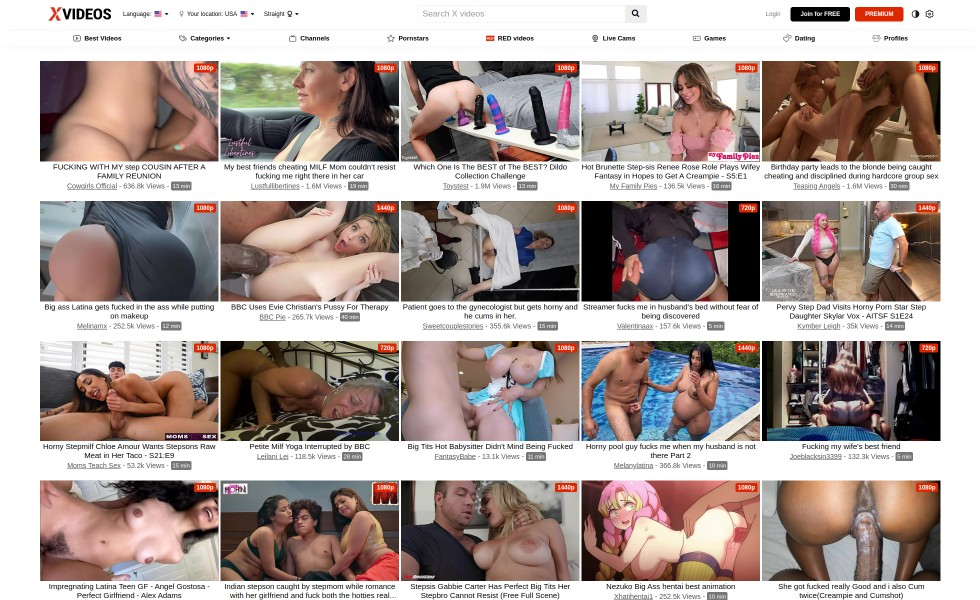 XVIDEOS
Language:
Your location: USA
Straight
Search X videos
Login
Join for FREE
PREMIUM
Best Videos
Categories
Channels
Pornstars
RED videos
Live Cams
Games
Dating
Profiles
1080p
1080p
1080p
1080p
1080p
Lustful
Libertines
my Family Pies
FUCKING WITH MY step COUSIN AFTER A
FAMILY REUNION
Cowgirls Official - 636.8k Views - 13 min
My best friends cheating MILF Mom couldn't resist
fucking me right there in her car
Lustfullibertines - 1.6M Views - 19 min
Which One Is THE BEST of The BEST? Dildo
Collection Challenge
Toystest - 1.9M Views - 13 min
Hot Brunette Step-sis Renee Rose Role Plays Wifey
Fantasy in Hopes to Get A Creampie - S5:E1
My Family Pies - 136.5k Views - 16 min
Birthday party leads to the blonde being caught
cheating and disciplined during hardcore group sex
Teasing Angels - 1.6M Views - 30 min
1080p
1440p
1080p
720p
1440p
Big ass Latina gets fucked in the ass while putting
on makeup
Melinamx - 252.5k Views - 12 min
BBC Uses Evie Christian's Pussy For Therapy
BBC Pie - 265.7k Views - 40 min
Patient goes to the gynecologist but gets horny and
he cums in her.
Sweetcouplestories - 355.6k Views - 15 min
Streamer fucks me in husband's bed without fear of
being discovered
Valentinaax - 157.6k Views - 5 min
Pervy Step Dad Visits Horny Porn Star Step
Daughter Skylar Vox - AITSF S1E24
Kymber Leigh - 35k Views - 14 min
1080p
720p
1080p
1440p
720p
Horny Stepmilf Chloe Amour Wants Stepsons Raw
Meat in Her Taco - S21:E9
Moms Teach Sex - 53.2k Views - 15 min
Petite Milf Yoga Interrupted by BBC
Leilani Lei - 118.5k Views - 28 min
Big Tits Hot Babysitter Didn't Mind Being Fucked
FantasyBabe - 13.1k Views - 11 min
Horny pool guy fucks me when my husband is not
there Part 2
Melanylatina - 366.8k Views - 10 min
Fucking my wife's best friend
Joeblacksin3399 - 132.3k Views - 5 min
1080p
1080p
1440p
1080p
1080p
Impregnating Latina Teen GF - Angel Gostosa -
Perfect Girlfriend - Alex Adams
Indian stepson caught by stepmom while romance
with her girlfriend and fuck both the hotties real...
Stepsis Gabbie Carter Has Perfect Big Tits Her
Stepbro Cannot Resist (Free Full Scene)
Nezuko Big Ass hentai best animation
Xhatihentai1 - 252.5k Views - 10 min
She got fucked really Good and i also Cum
twice(Creampie and Cumshot)